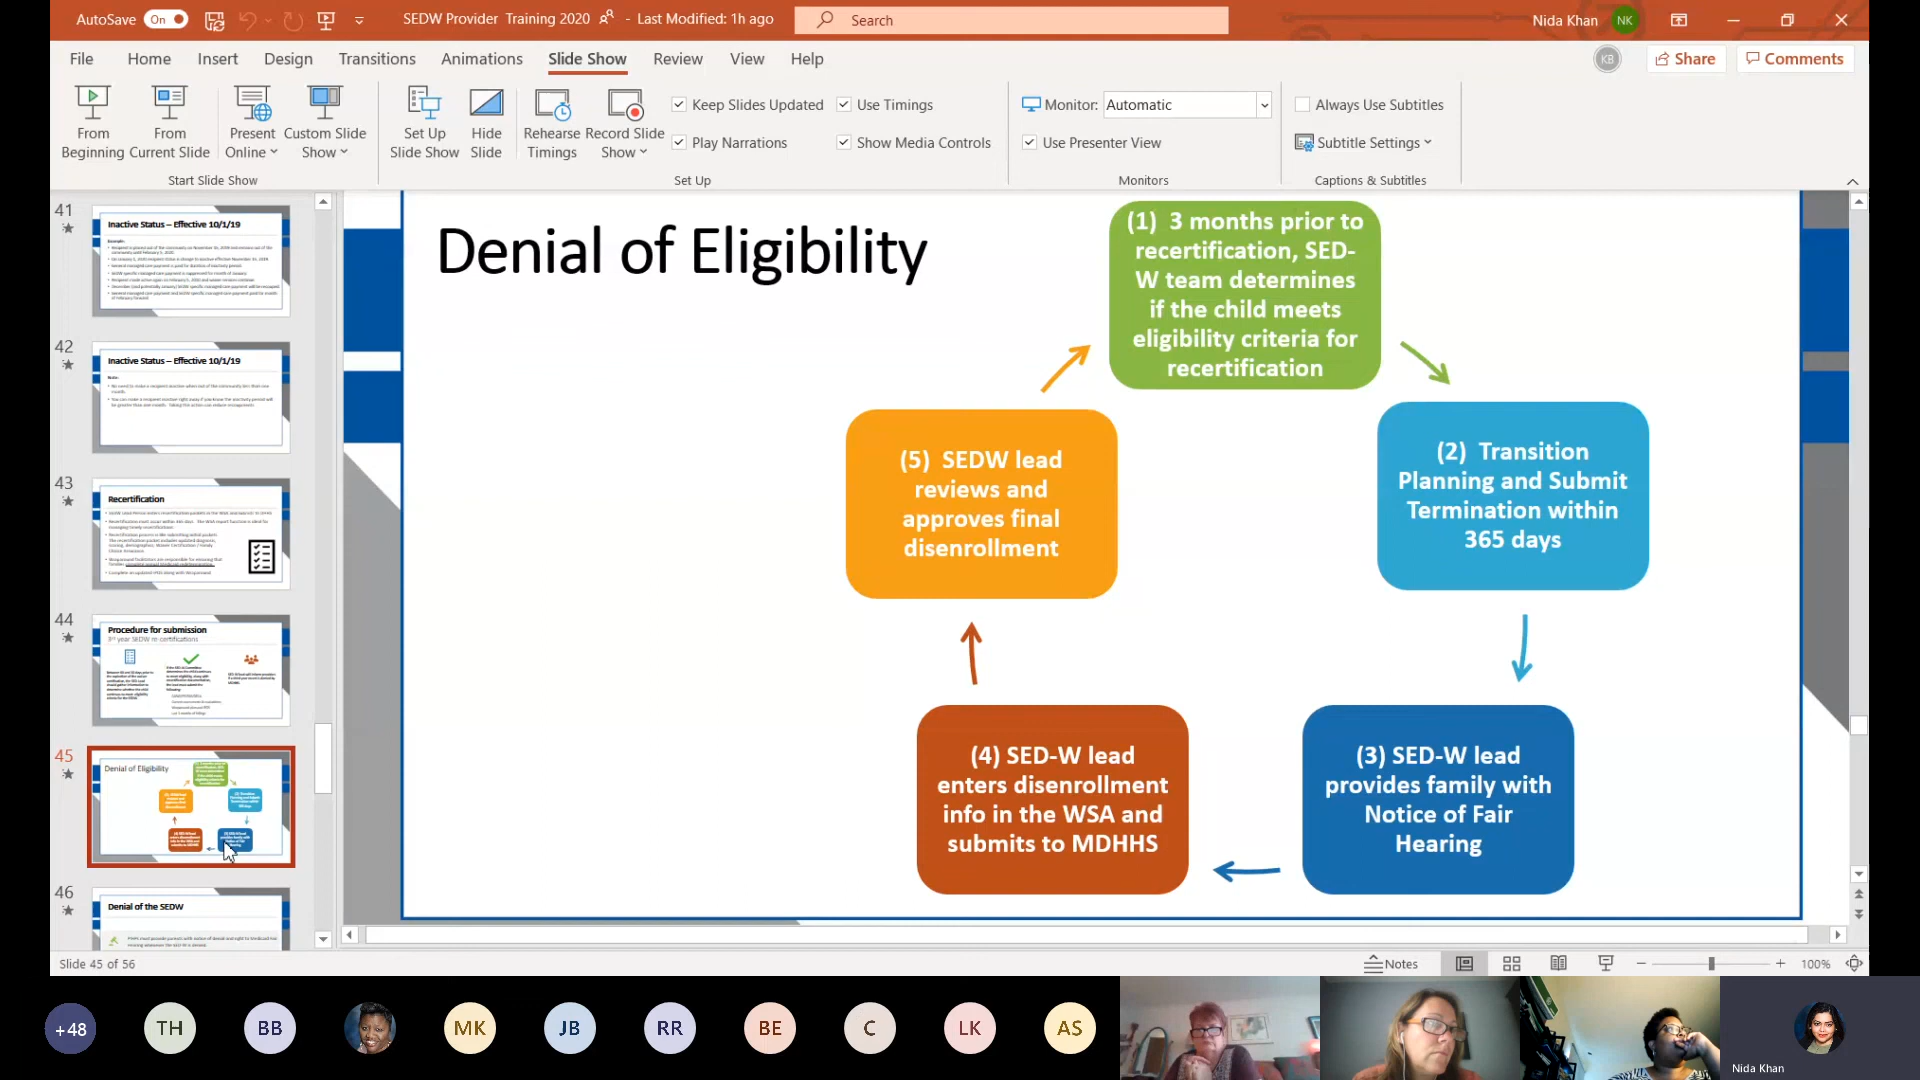 AutoSave On
SEDW Provider Training 2020 - Last Modified: 1h ago
Search
Nida Khan NK
File Home Insert Design Transitions Animations Slide Show Review View Help
KB Share Comments
From Beginning
From Current Slide
Present Online
Custom Slide Show
Start Slide Show
Set Up Slide Show
Hide Slide
Rehearse Timings
Record Slide Show
Keep Slides Updated
Play Narrations
Use Timings
Show Media Controls
Set Up
Monitor: Automatic
Use Presenter View
Monitors
Always Use Subtitles
Subtitle Settings
Captions & Subtitles
41
Inactive Status – Effective 10/1/19
42
Inactive Status – Effective 10/1/19
43
Recertification
44
Procedure for submission
3rd year SEDW re-certifications
45
Denial of Eligibility
46
Denial of the SEDW
Denial of Eligibility
(1) 3 months prior to
recertification, SED-
W team determines
if the child meets
eligibility criteria for
recertification
(2) Transition
Planning and Submit
Termination within
365 days
(3) SED-W lead
provides family with
Notice of Fair
Hearing
(4) SED-W lead
enters disenrollment
info in the WSA and
submits to MDHHS
(5) SEDW lead
reviews and
approves final
disenrollment
Slide 45 of 56
Notes
100%
+48 TH BB MK JB RR BE C LK AS
Nida Khan